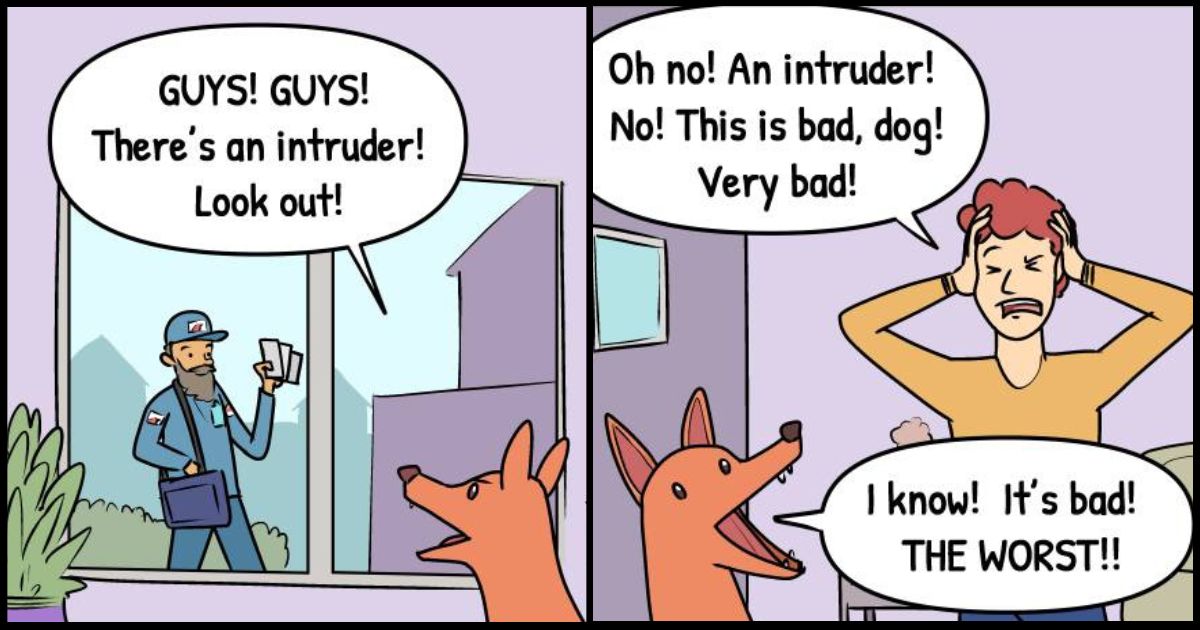 GUYS! GUYS!
There's an intruder!
Look out!
Oh no! An intruder!
No! This is bad, dog!
Very bad!
I know! It's bad!
THE WORST!!